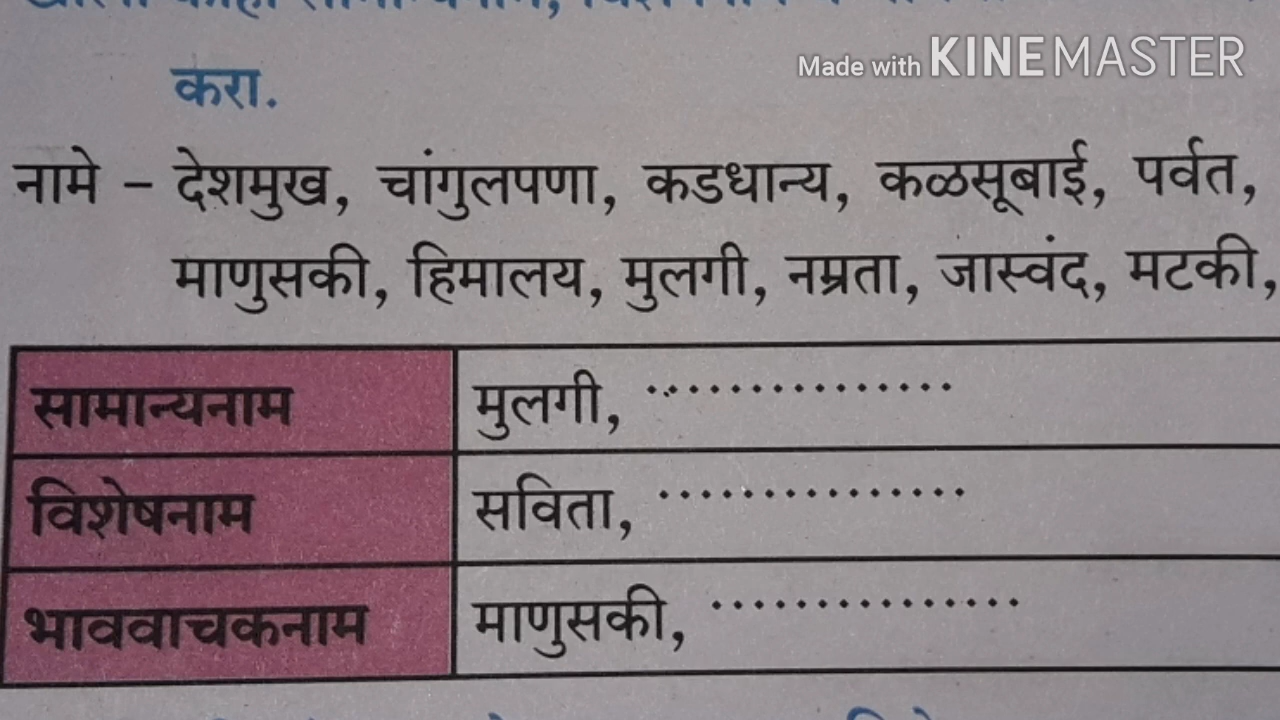 Made with KINEMASTER
करा.
नामे – देशमुख, चांगुलपणा, कडधान्य, कळसूबाई, पर्वत,
माणुसकी, हिमालय, मुलगी, नम्रता, जास्वंद, मटकी,
सामान्यनाम मुलगी, ...............
विशेषनाम सविता, ...............
भाववाचकनाम माणुसकी, ...............